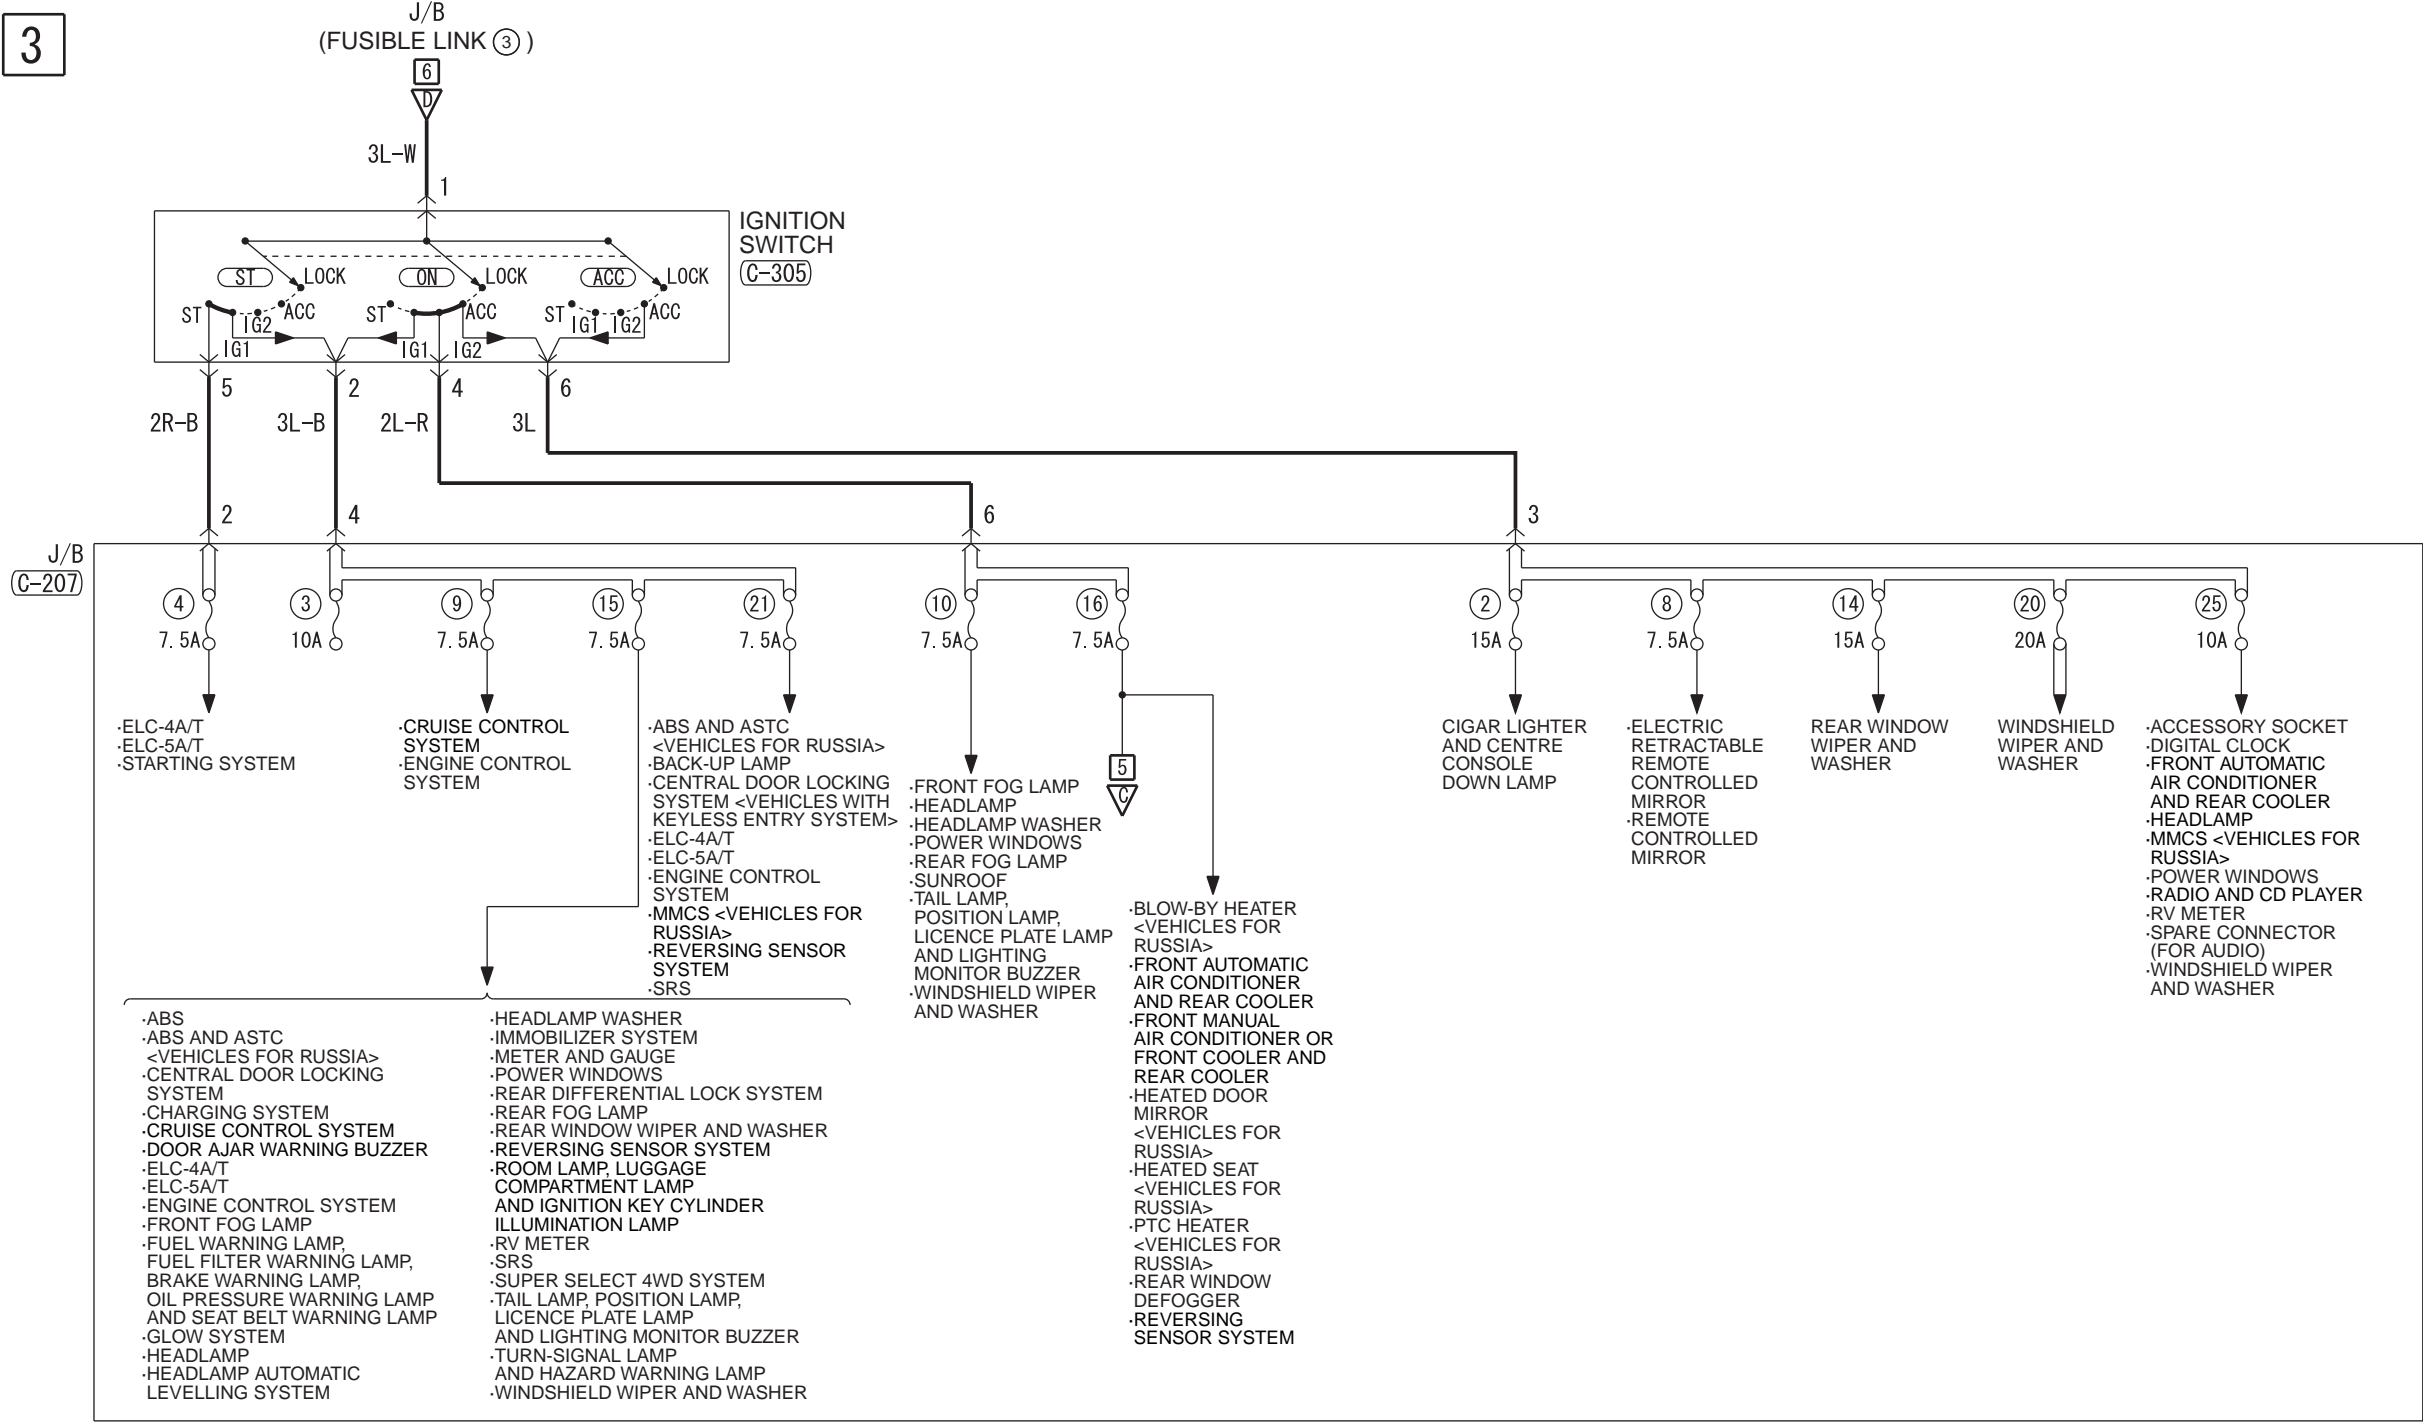 3
J/B
(FUSIBLE LINK 3 )
6
D
3L-W
1
IGNITION
SWITCH
C-305
ST LOCK ON LOCK ACC LOCK
ST IG1 IG2 ACC ST IG1 IG2 ACC ST IG1 IG2 ACC
5 2 4 6
2R-B 3L-B 2L-R 3L
2 4 6 3
J/B
C-207
4 3 9 15 21 10 16 2 8 14 20 25
7.5A 10A 7.5A 7.5A 7.5A 7.5A 7.5A 15A 7.5A 15A 20A 10A
·ELC-4A/T
·ELC-5A/T
·STARTING SYSTEM
·CRUISE CONTROL
SYSTEM
·ENGINE CONTROL
SYSTEM
·ABS AND ASTC
<VEHICLES FOR RUSSIA>
·BACK-UP LAMP
·CENTRAL DOOR LOCKING
SYSTEM <VEHICLES WITH
KEYLESS ENTRY SYSTEM>
·ELC-4A/T
·ELC-5A/T
·ENGINE CONTROL
SYSTEM
·MMCS <VEHICLES FOR
RUSSIA>
·REVERSING SENSOR
SYSTEM
·SRS
·FRONT FOG LAMP
·HEADLAMP
·HEADLAMP WASHER
·POWER WINDOWS
·REAR FOG LAMP
·SUNROOF
·TAIL LAMP,
POSITION LAMP,
LICENCE PLATE LAMP
AND LIGHTING
MONITOR BUZZER
·WINDSHIELD WIPER
AND WASHER
5
C
·BLOW-BY HEATER
<VEHICLES FOR
RUSSIA>
·FRONT AUTOMATIC
AIR CONDITIONER
AND REAR COOLER
·FRONT MANUAL
AIR CONDITIONER OR
FRONT COOLER AND
REAR COOLER
·HEATED DOOR
MIRROR
<VEHICLES FOR
RUSSIA>
·HEATED SEAT
<VEHICLES FOR
RUSSIA>
·PTC HEATER
<VEHICLES FOR
RUSSIA>
·REAR WINDOW
DEFOGGER
·REVERSING
SENSOR SYSTEM
CIGAR LIGHTER
AND CENTRE
CONSOLE
DOWN LAMP
·ELECTRIC
RETRACTABLE
REMOTE
CONTROLLED
MIRROR
·REMOTE
CONTROLLED
MIRROR
REAR WINDOW
WIPER AND
WASHER
WINDSHIELD
WIPER AND
WASHER
·ACCESSORY SOCKET
·DIGITAL CLOCK
·FRONT AUTOMATIC
AIR CONDITIONER
AND REAR COOLER
·HEADLAMP
·MMCS <VEHICLES FOR
RUSSIA>
·POWER WINDOWS
·RADIO AND CD PLAYER
·RV METER
·SPARE CONNECTOR
(FOR AUDIO)
·WINDSHIELD WIPER
AND WASHER
·ABS
·ABS AND ASTC
<VEHICLES FOR RUSSIA>
·CENTRAL DOOR LOCKING
SYSTEM
·CHARGING SYSTEM
·CRUISE CONTROL SYSTEM
·DOOR AJAR WARNING BUZZER
·ELC-4A/T
·ELC-5A/T
·ENGINE CONTROL SYSTEM
·FRONT FOG LAMP
·FUEL WARNING LAMP,
FUEL FILTER WARNING LAMP,
BRAKE WARNING LAMP,
OIL PRESSURE WARNING LAMP
AND SEAT BELT WARNING LAMP
·GLOW SYSTEM
·HEADLAMP
·HEADLAMP AUTOMATIC
LEVELLING SYSTEM
·HEADLAMP WASHER
·IMMOBILIZER SYSTEM
·METER AND GAUGE
·POWER WINDOWS
·REAR DIFFERENTIAL LOCK SYSTEM
·REAR FOG LAMP
·REAR WINDOW WIPER AND WASHER
·REVERSING SENSOR SYSTEM
·ROOM LAMP, LUGGAGE
COMPARTMENT LAMP
AND IGNITION KEY CYLINDER
ILLUMINATION LAMP
·RV METER
·SRS
·SUPER SELECT 4WD SYSTEM
·TAIL LAMP, POSITION LAMP,
LICENCE PLATE LAMP
AND LIGHTING MONITOR BUZZER
·TURN-SIGNAL LAMP
AND HAZARD WARNING LAMP
·WINDSHIELD WIPER AND WASHER